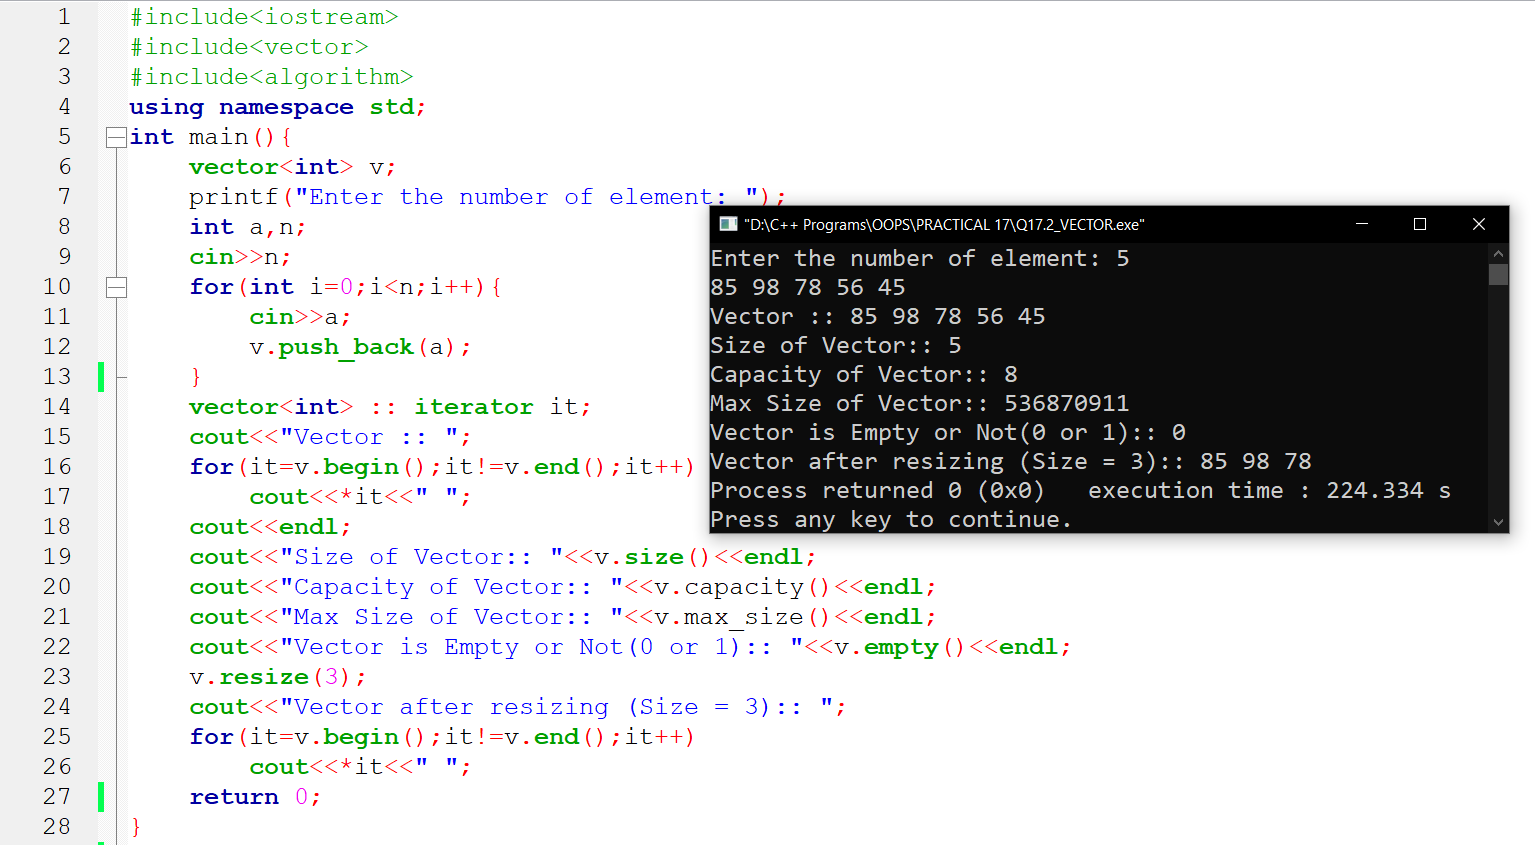 1 #include<iostream>
2 #include<vector>
3 #include<algorithm>
4 using namespace std;
5 int main(){
6 vector<int> v;
7 printf("Enter the number of element: ");
8 int a,n;
9 cin>>n;
10 for(int i=0;i<n;i++){
11 cin>>a;
12 v.push_back(a);
13 }
14 vector<int> :: iterator it;
15 cout<<"Vector :: ";
16 for(it=v.begin();it!=v.end();it++)
17 cout<<*it<<" ";
18 cout<<endl;
19 cout<<"Size of Vector:: "<<v.size()<<endl;
20 cout<<"Capacity of Vector:: "<<v.capacity()<<endl;
21 cout<<"Max Size of Vector:: "<<v.max_size()<<endl;
22 cout<<"Vector is Empty or Not(0 or 1):: "<<v.empty()<<endl;
23 v.resize(3);
24 cout<<"Vector after resizing (Size = 3):: ";
25 for(it=v.begin();it!=v.end();it++)
26 cout<<*it<<" ";
27 return 0;
28 }
"D:\C++ Programs\OOPS\PRACTICAL 17\Q17.2_VECTOR.exe"
Enter the number of element: 5
85 98 78 56 45
Vector :: 85 98 78 56 45
Size of Vector:: 5
Capacity of Vector:: 8
Max Size of Vector:: 536870911
Vector is Empty or Not(0 or 1):: 0
Vector after resizing (Size = 3):: 85 98 78
Process returned 0 (0x0)   execution time : 224.334 s
Press any key to continue.